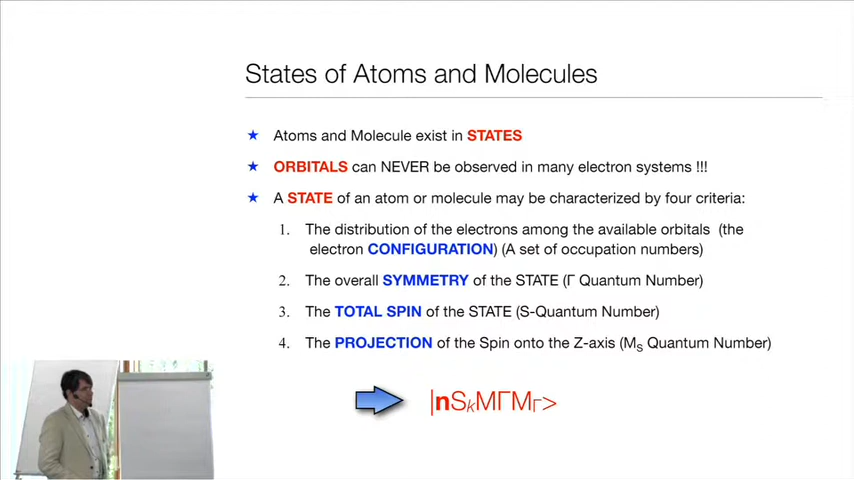 States of Atoms and Molecules
★ Atoms and Molecule exist in STATES
★ ORBITALS can NEVER be observed in many electron systems !!!
★ A STATE of an atom or molecule may be characterized by four criteria:
1. The distribution of the electrons among the available orbitals (the
electron CONFIGURATION) (A set of occupation numbers)
2. The overall SYMMETRY of the STATE (Γ Quantum Number)
3. The TOTAL SPIN of the STATE (S-Quantum Number)
4. The PROJECTION of the Spin onto the Z-axis (MS Quantum Number)
|nSkMΓMΓ>